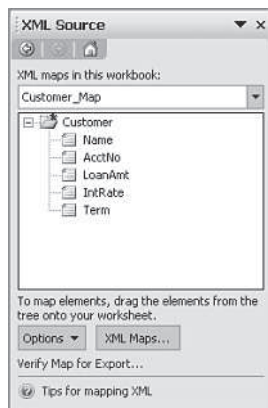 XML Source
XML maps in this workbook:
Customer_Map
Customer
Name
AcctNo
LoanAmt
IntRate
Term
To map elements, drag the elements from the
tree onto your worksheet.
Options
XML Maps...
Verify Map for Export...
Tips for mapping XML